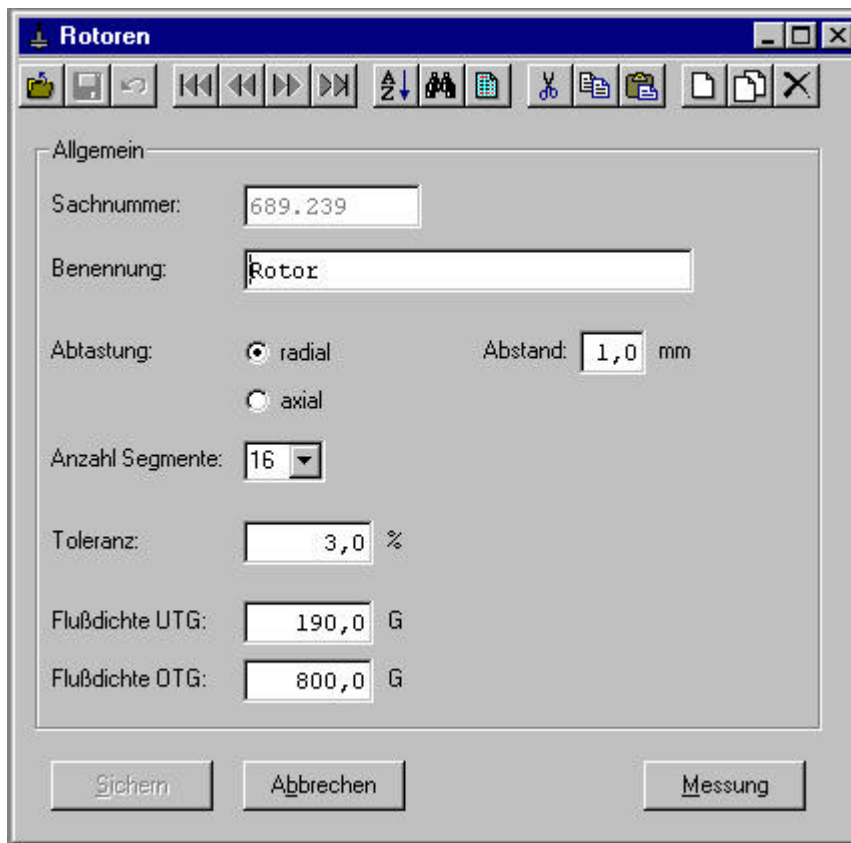 Rotoren
Allgemein
Sachnummer: 689.239
Benennung: Rotor
Abtastung: radial Abstand: 1,0 mm
axial
Anzahl Segmente: 16
Toleranz: 3,0 %
Flußdichte UTG: 190,0 G
Flußdichte OTG: 800,0 G
Sichern Abbrechen Messung